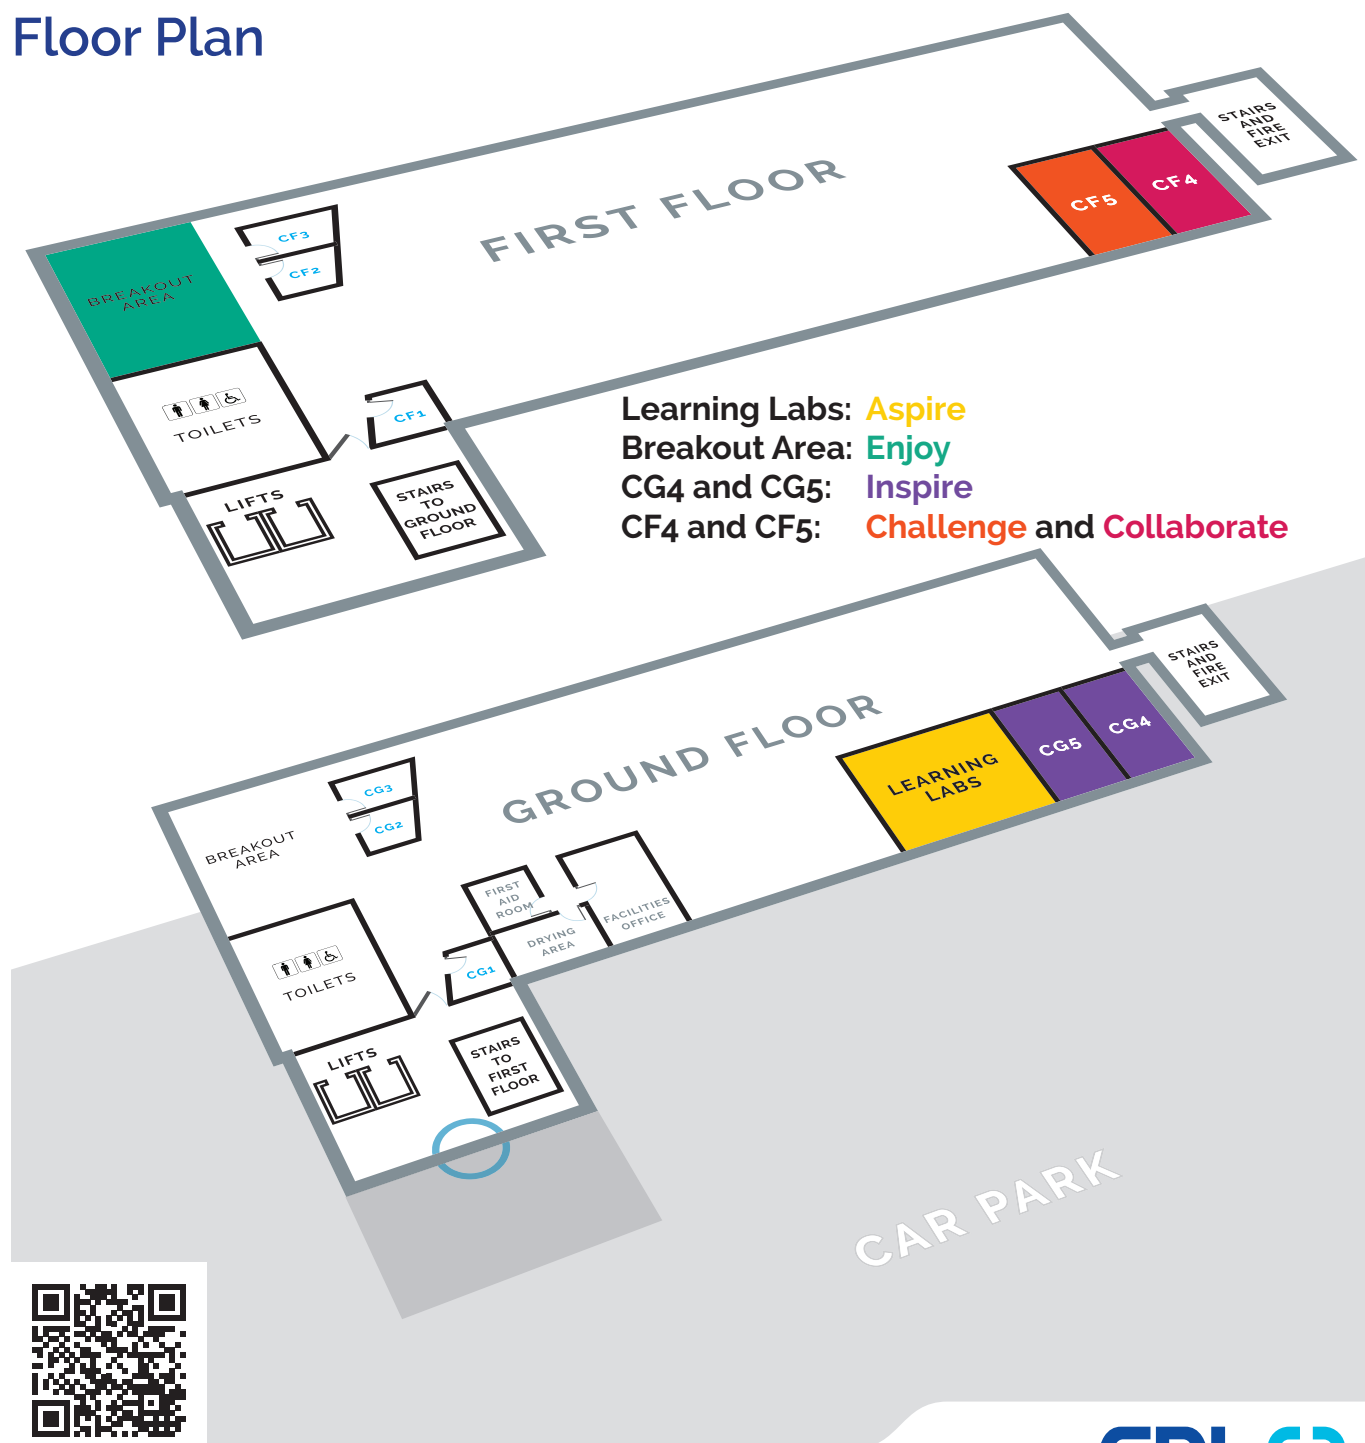 Floor Plan
STAIRS
AND
FIRE
EXIT
FIRST FLOOR
CF4
CF5
CF3
CF2
BREAKOUT
AREA
TOILETS
CF1
LIFTS
STAIRS
TO
GROUND
FLOOR
Learning Labs: Aspire
Breakout Area: Enjoy
CG4 and CG5: Inspire
CF4 and CF5: Challenge and Collaborate
STAIRS
AND
FIRE
EXIT
GROUND FLOOR
CG4
CG5
LEARNING
LABS
CG3
CG2
BREAKOUT
AREA
FIRST
AID
ROOM
FACILITIES
OFFICE
DRYING
AREA
CG1
TOILETS
LIFTS
STAIRS
TO
FIRST
FLOOR
CAR PARK